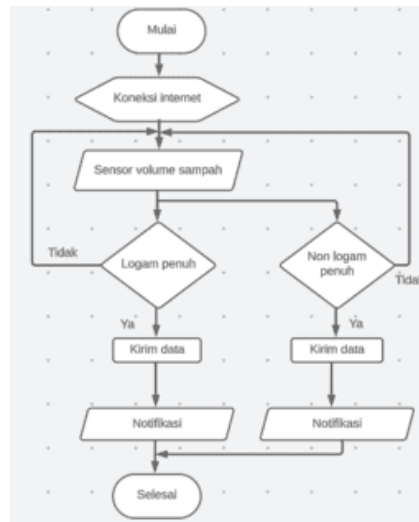 Mulai
Koneksi internet
Sensor volume sampah
Tidak
Logam penuh
Non logam
penuh
Tidak
Ya
Ya
Kirim data
Kirim data
Notifikasi
Notifikasi
Selesai